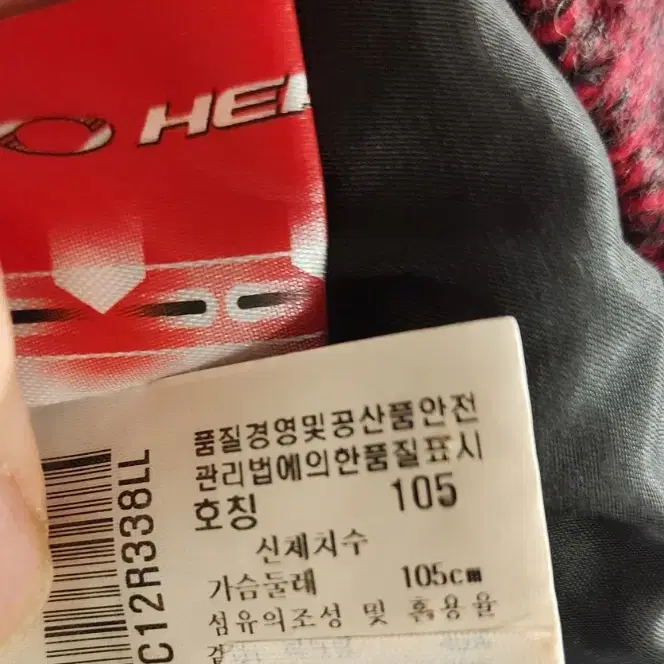 HE
품질경영및공산품안전
관리법에의한품질표시
호칭 105
신체치수
가슴둘레 105cm
섬유의조성 및 혼용율
C12R338LL